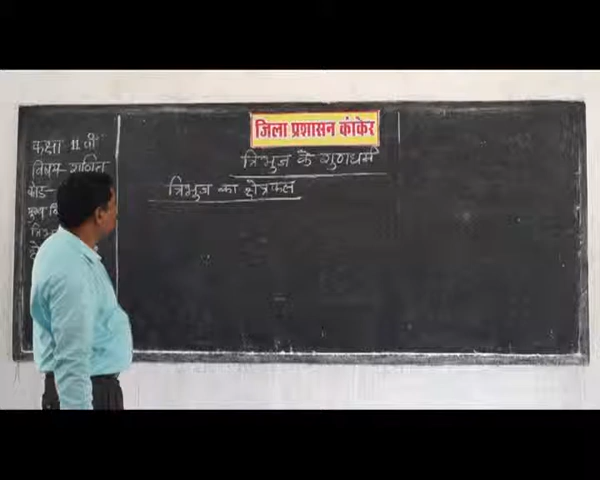 जिला प्रशासन कांकेर
त्रिभुज के गुणधर्म
त्रिभुज का क्षेत्रफल
कक्षा 11 वीं
विषय - गणित